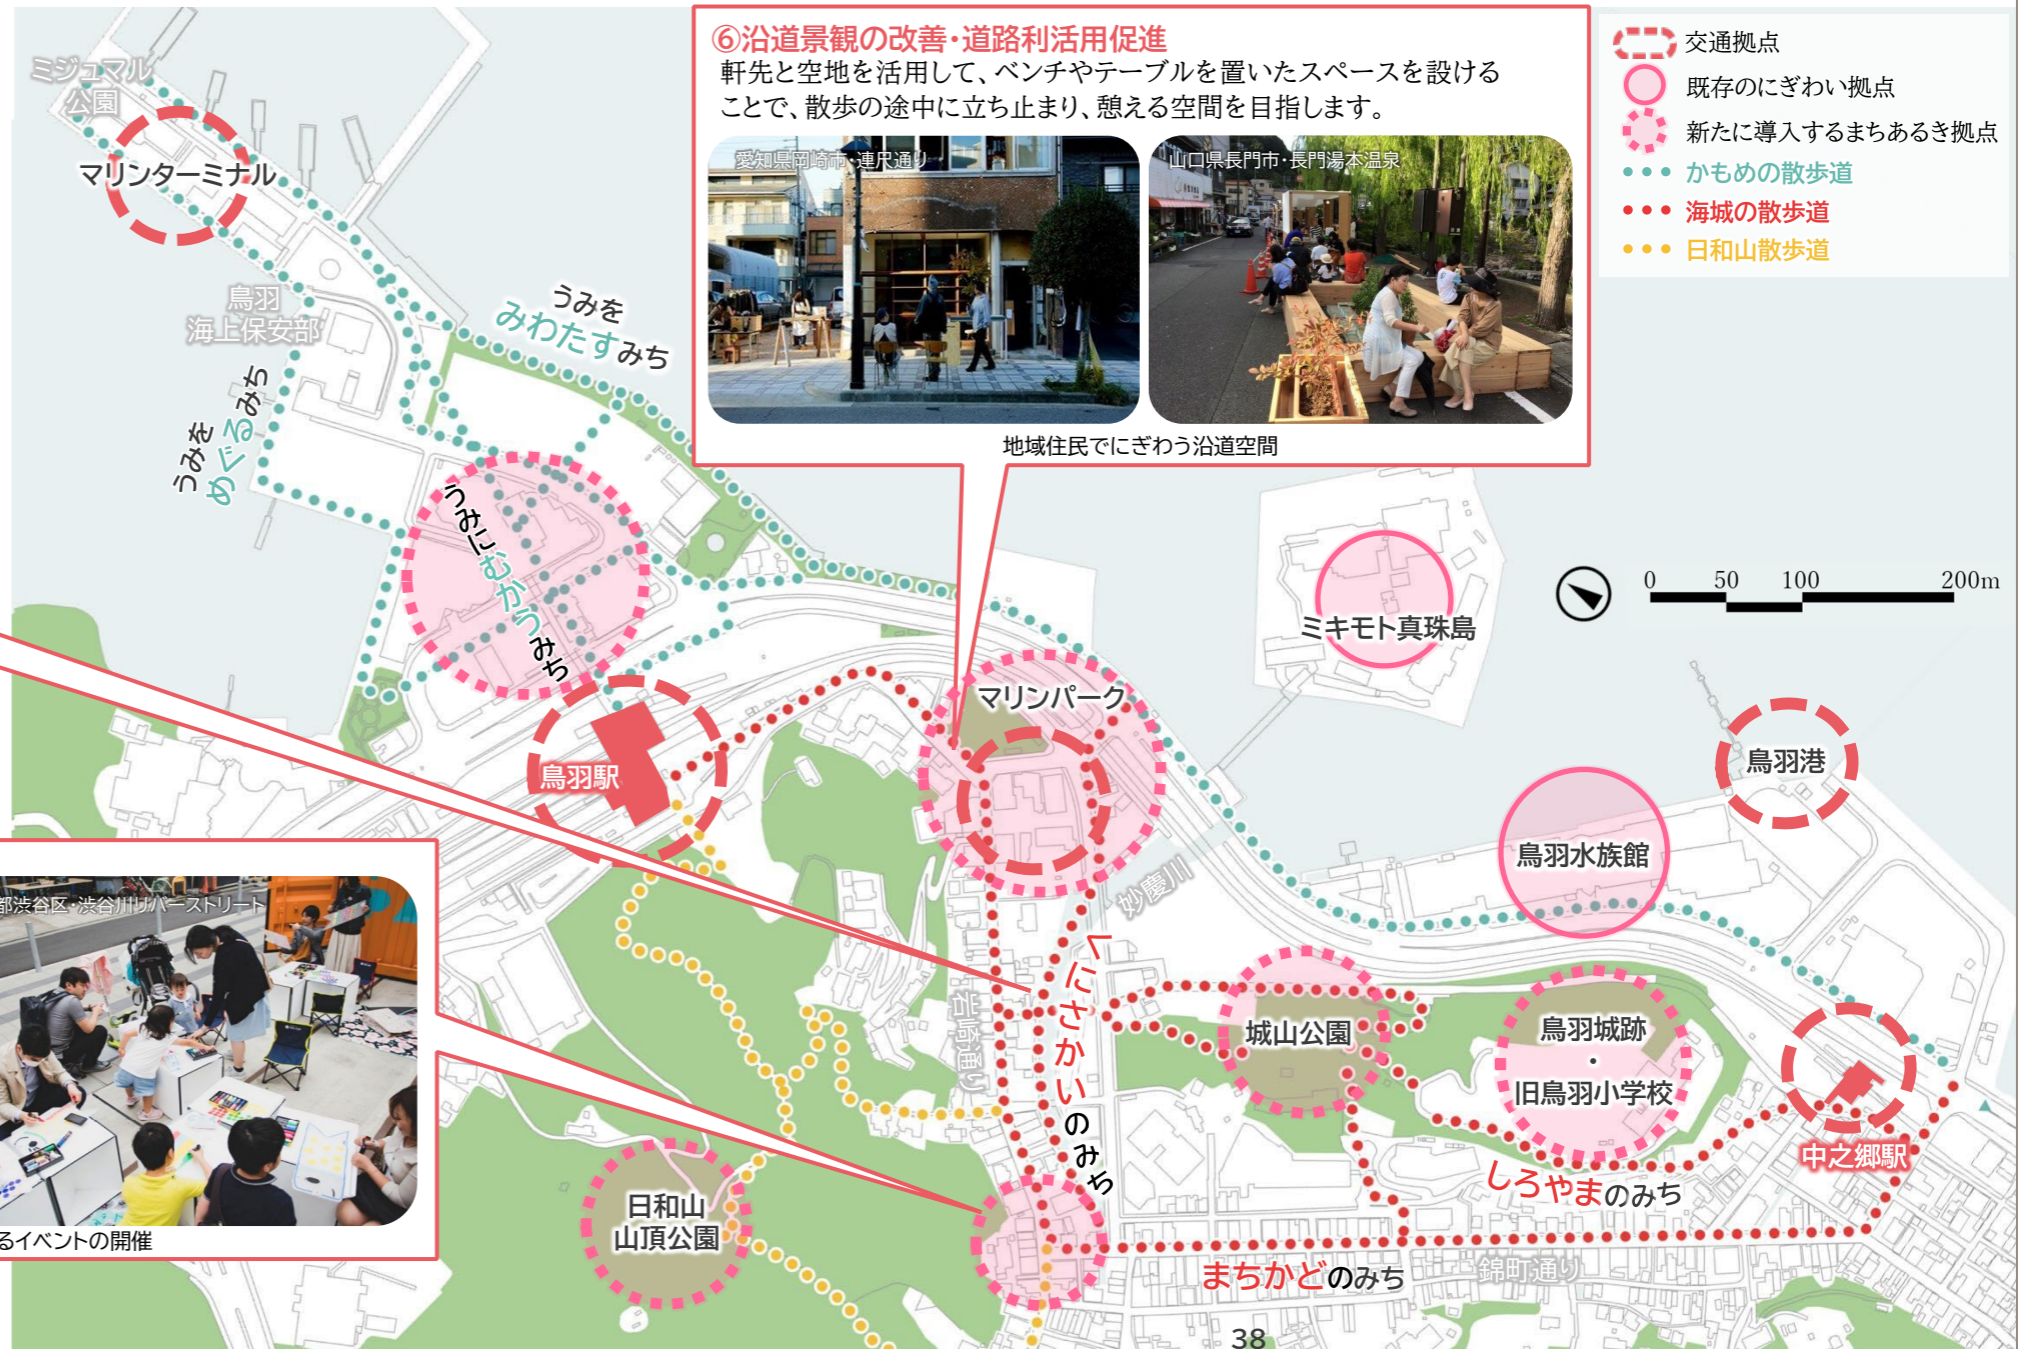 ⑥沿道景観の改善・道路利活用促進
軒先と空地を活用して、ベンチやテーブルを置いたスペースを設ける
ことで、散歩の途中に立ち止まり、憩える空間を目指します。
愛知県岡崎市・連尺通り
山口県長門市・長門湯本温泉
地域住民でにぎわう沿道空間
交通拠点
既存のにぎわい拠点
新たに導入するまちあるき拠点
かもめの散歩道
海城の散歩道
日和山散歩道
0 50 100 200m
ミジュマル
公園
マリンターミナル
鳥羽
海上保安部
うみを
みわたすみち
うみを
めぐるみち
うみにむかうみち
鳥羽駅
マリンパーク
ミキモト真珠島
鳥羽港
鳥羽水族館
妙慶川
岩崎通り
くにさかいのみち
城山公園
鳥羽城跡
・
旧鳥羽小学校
中之郷駅
しろやまのみち
まちかどのみち
錦町通り
日和山
山頂公園
都渋谷区・渋谷川リバーストリート
るイベントの開催
38